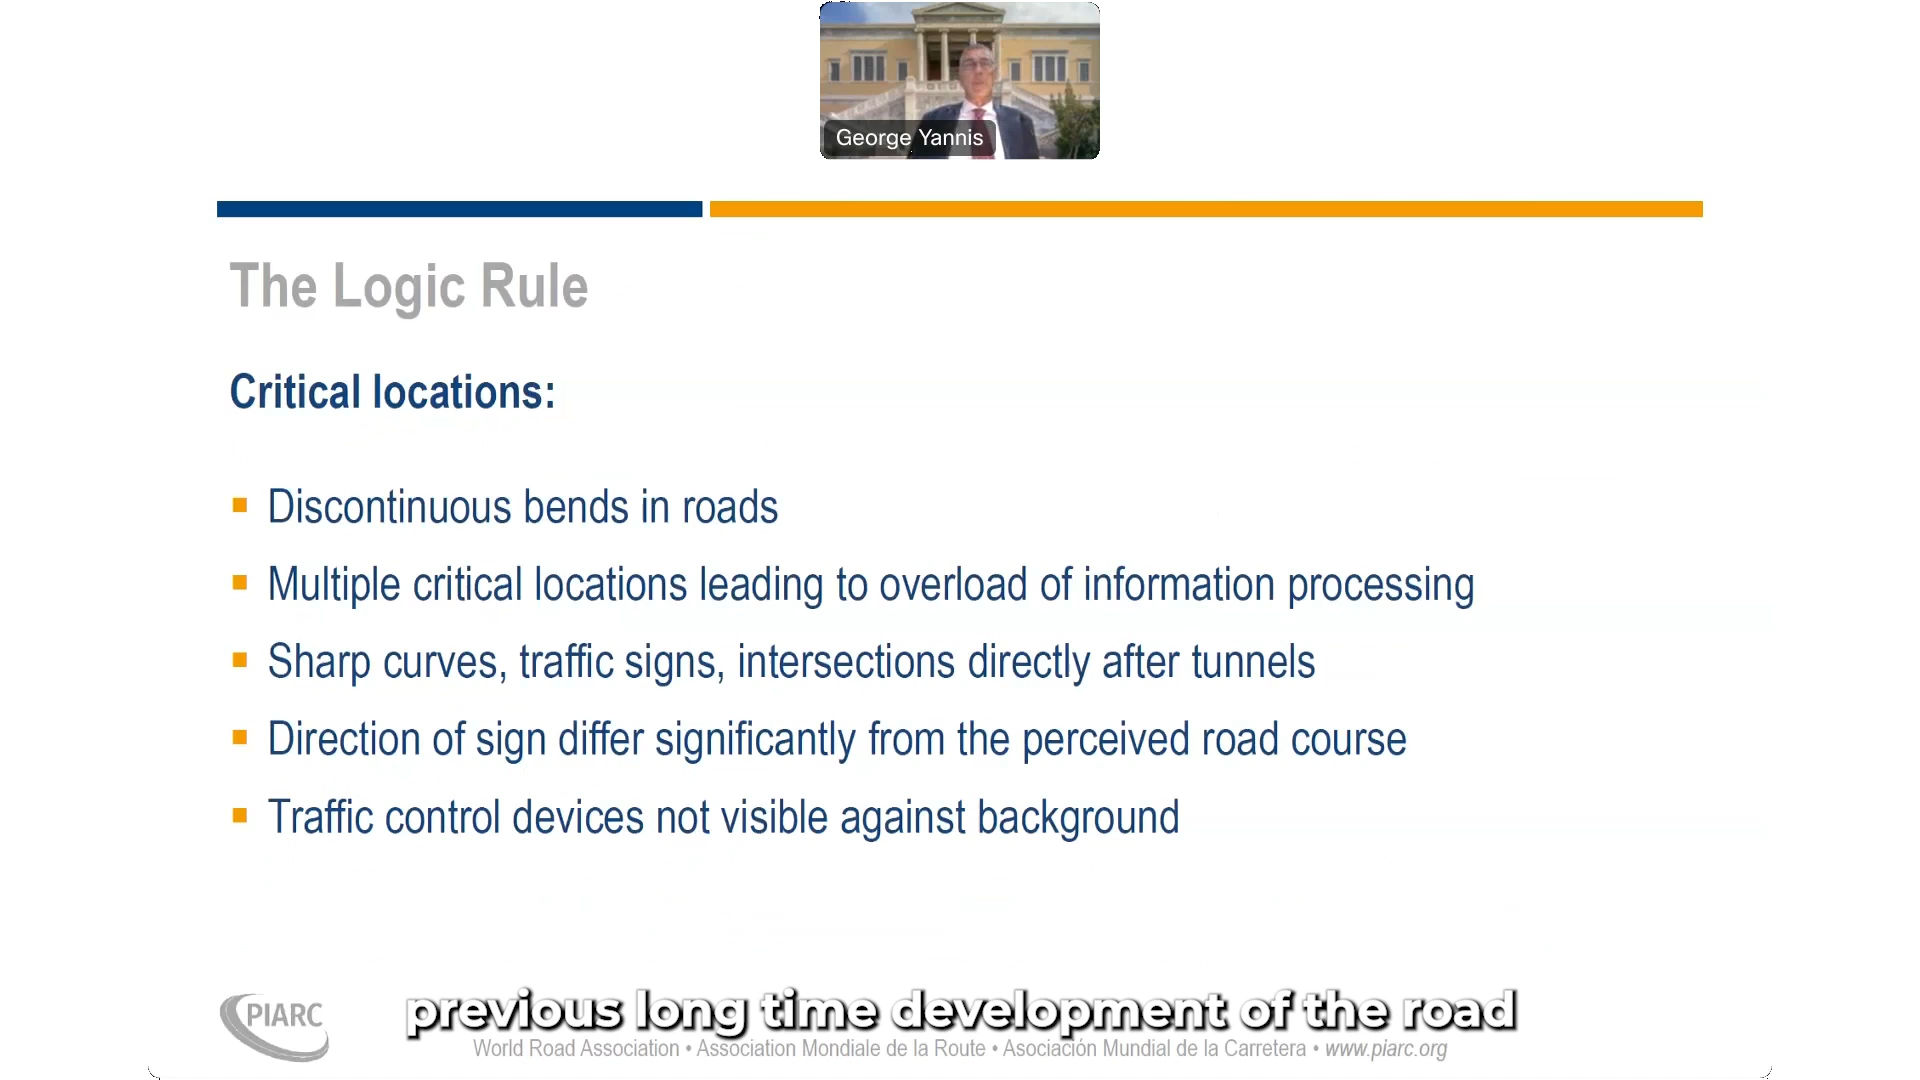 George Yannis
The Logic Rule
Critical locations:
Discontinuous bends in roads
Multiple critical locations leading to overload of information processing
Sharp curves, traffic signs, intersections directly after tunnels
Direction of sign differ significantly from the perceived road course
Traffic control devices not visible against background
previous long time development of the road
PIARC
World Road Association • Association Mondiale de la Route • Asociación Mundial de la Carretera • www.piarc.org